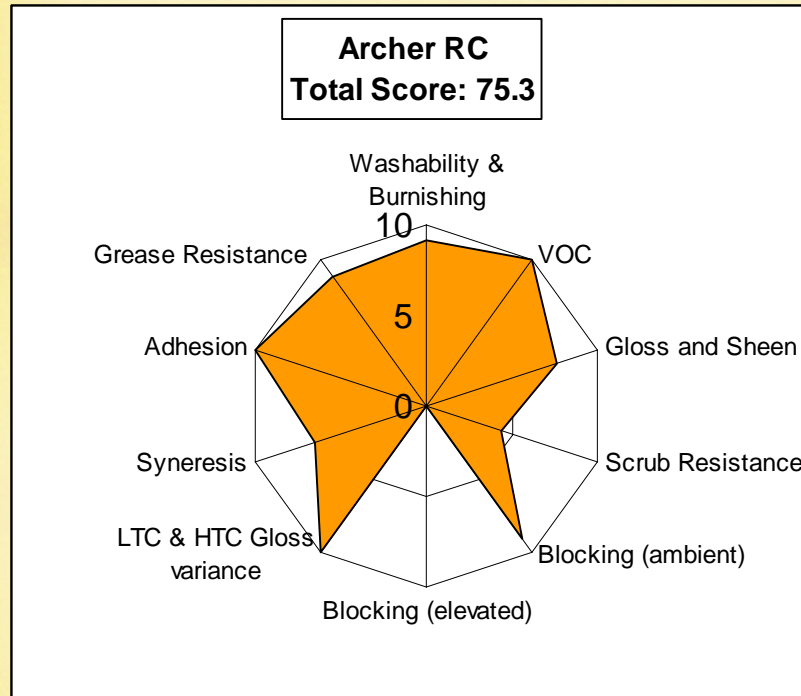 Archer RC
Total Score: 75.3
Washability &
Burnishing
10
Grease Resistance
VOC
5
Adhesion
Gloss and Sheen
0
Syneresis
Scrub Resistance
LTC & HTC Gloss
variance
Blocking (ambient)
Blocking (elevated)